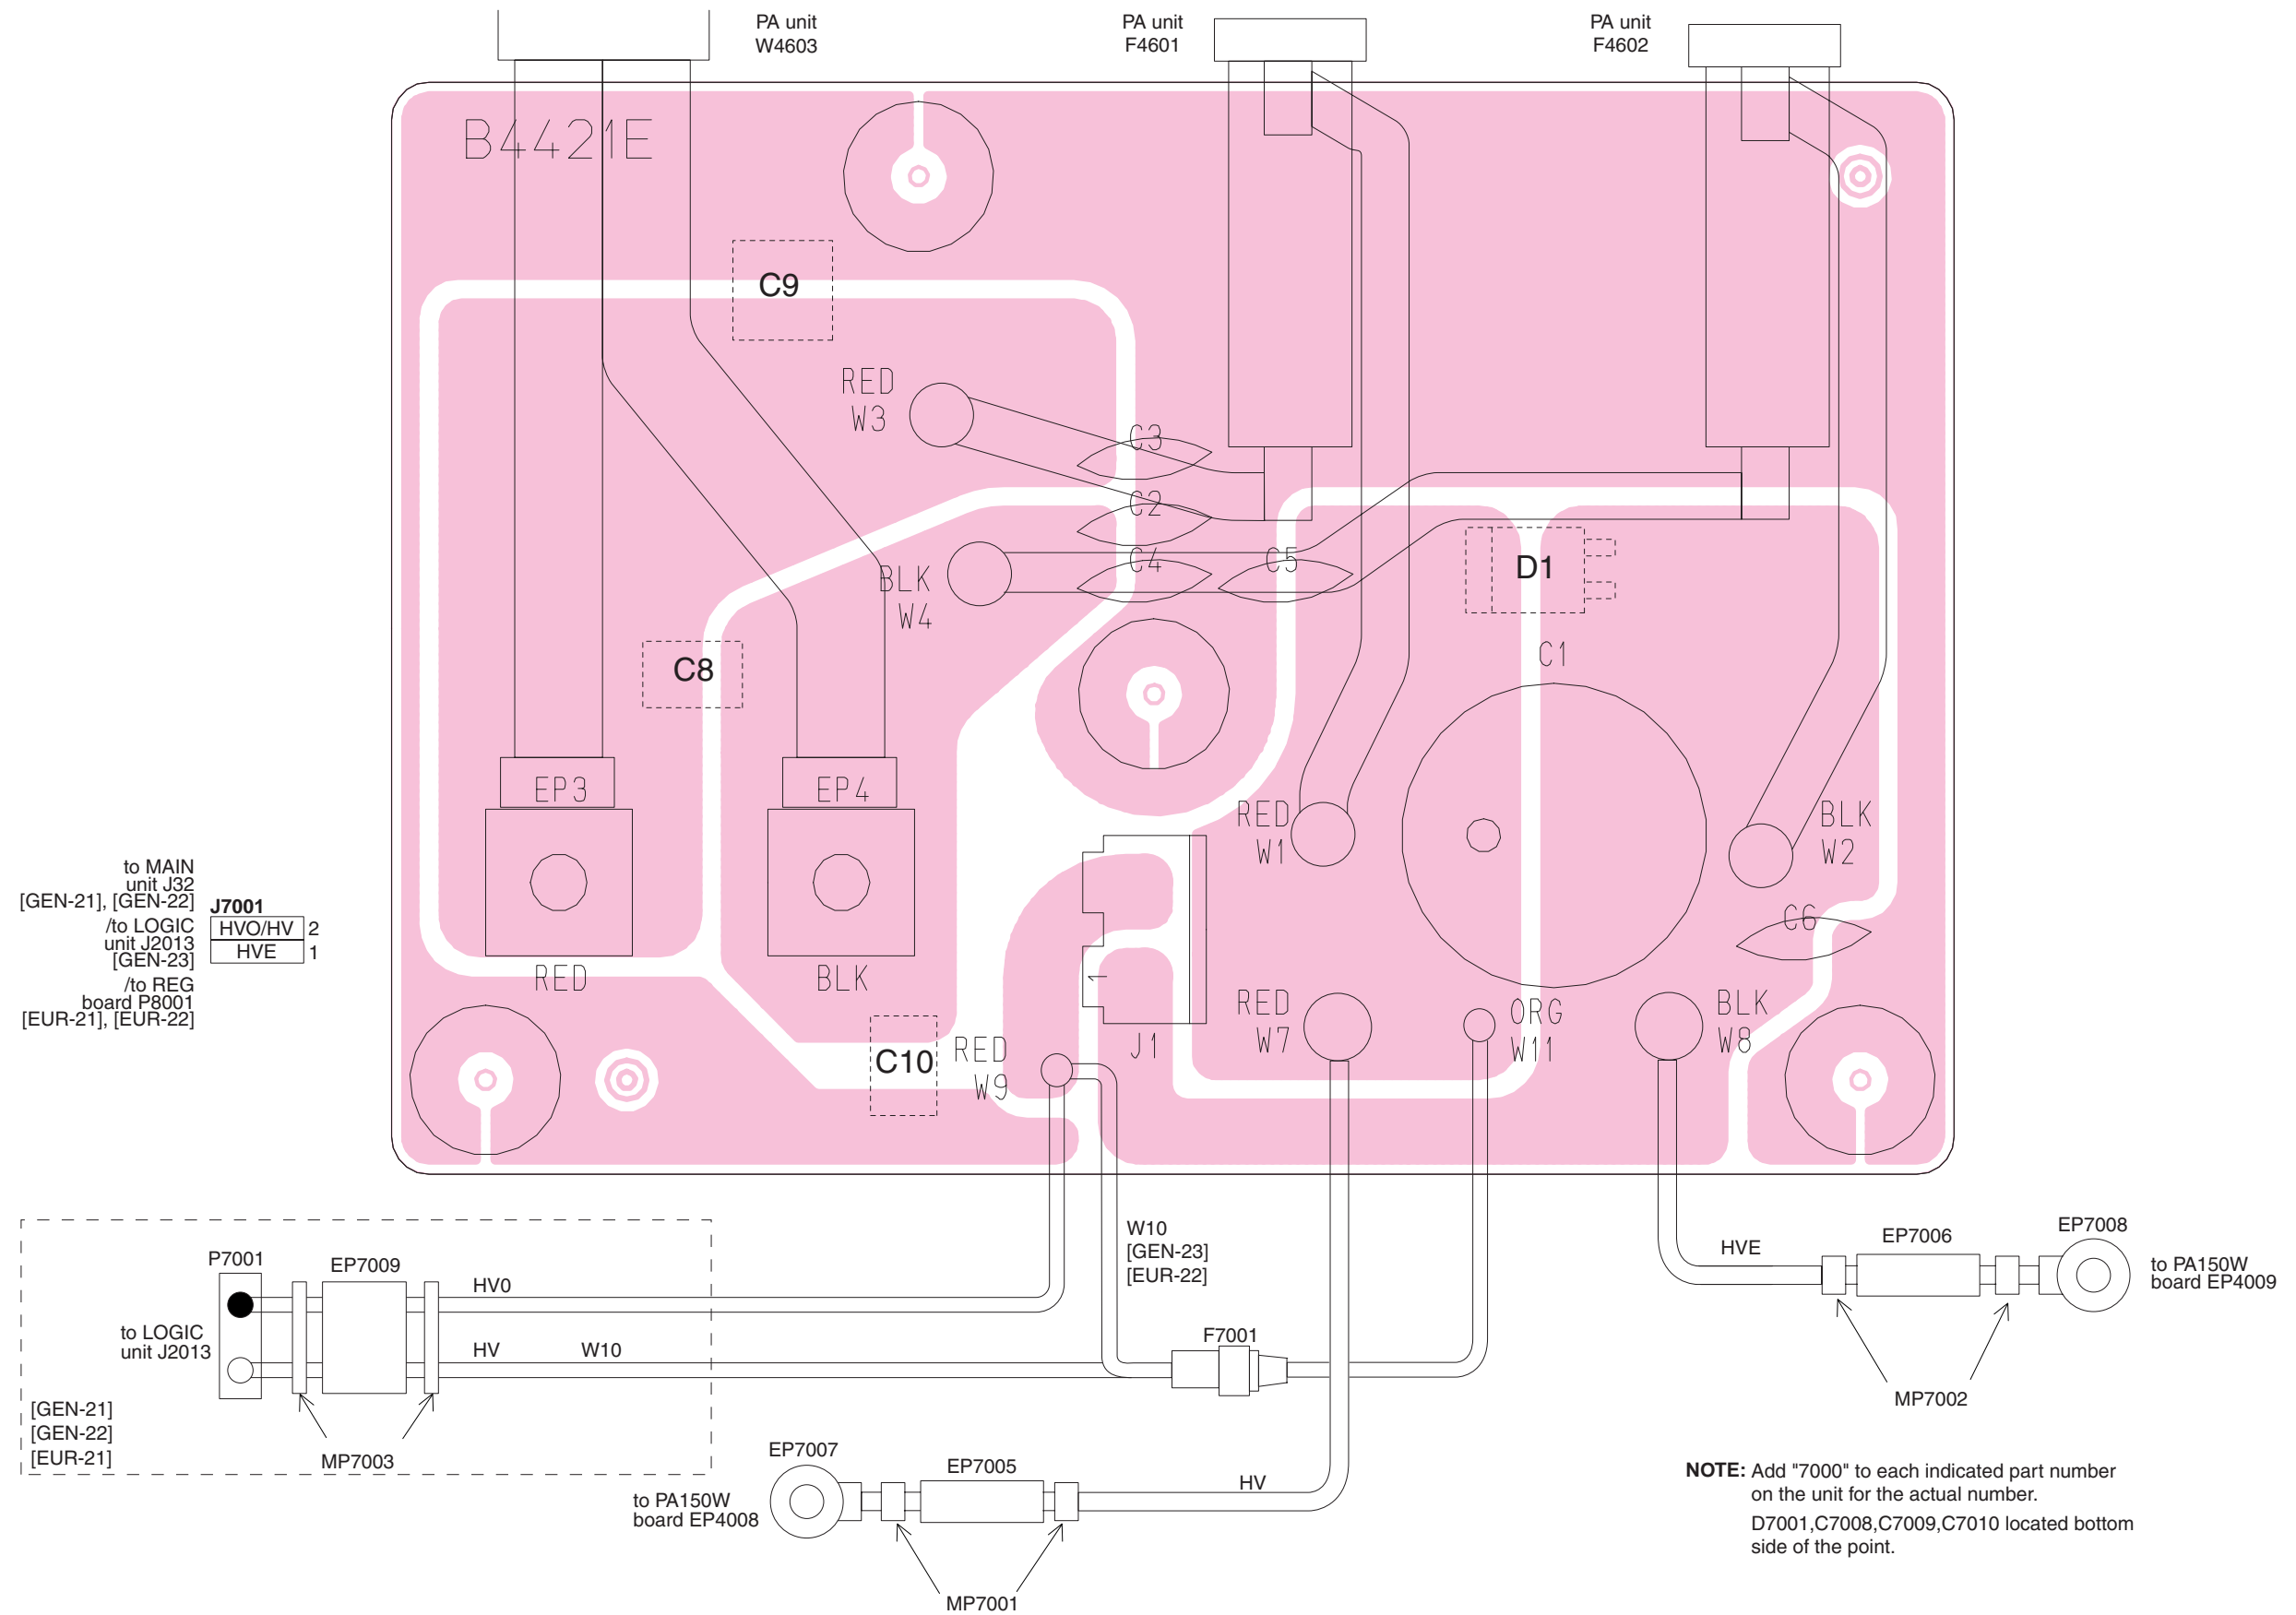 PA unit
W4603
PA unit
F4601
PA unit
F4602
B4421E
C9
RED
W3
C3
C2
C4
C5
BLK
W4
D1
C1
C8
EP3
EP4
RED
W1
BLK
W2
to MAIN
unit J32
[GEN-21], [GEN-22]
/to LOGIC
unit J2013
[GEN-23]
/to REG
board P8001
[EUR-21], [EUR-22]
J7001
HVO/HV 2
HVE 1
C6
RED
BLK
RED
W7
ORG
W11
BLK
W8
J1
C10
RED
W9
W10
[GEN-23]
[EUR-22]
P7001
EP7009
HV0
to LOGIC
unit J2013
HV
W10
F7001
[GEN-21]
[GEN-22]
[EUR-21]
MP7003
HVE
EP7006
EP7008
to PA150W
board EP4009
MP7002
EP7007
EP7005
HV
to PA150W
board EP4008
MP7001
NOTE: Add "7000" to each indicated part number
on the unit for the actual number.
D7001,C7008,C7009,C7010 located bottom
side of the point.